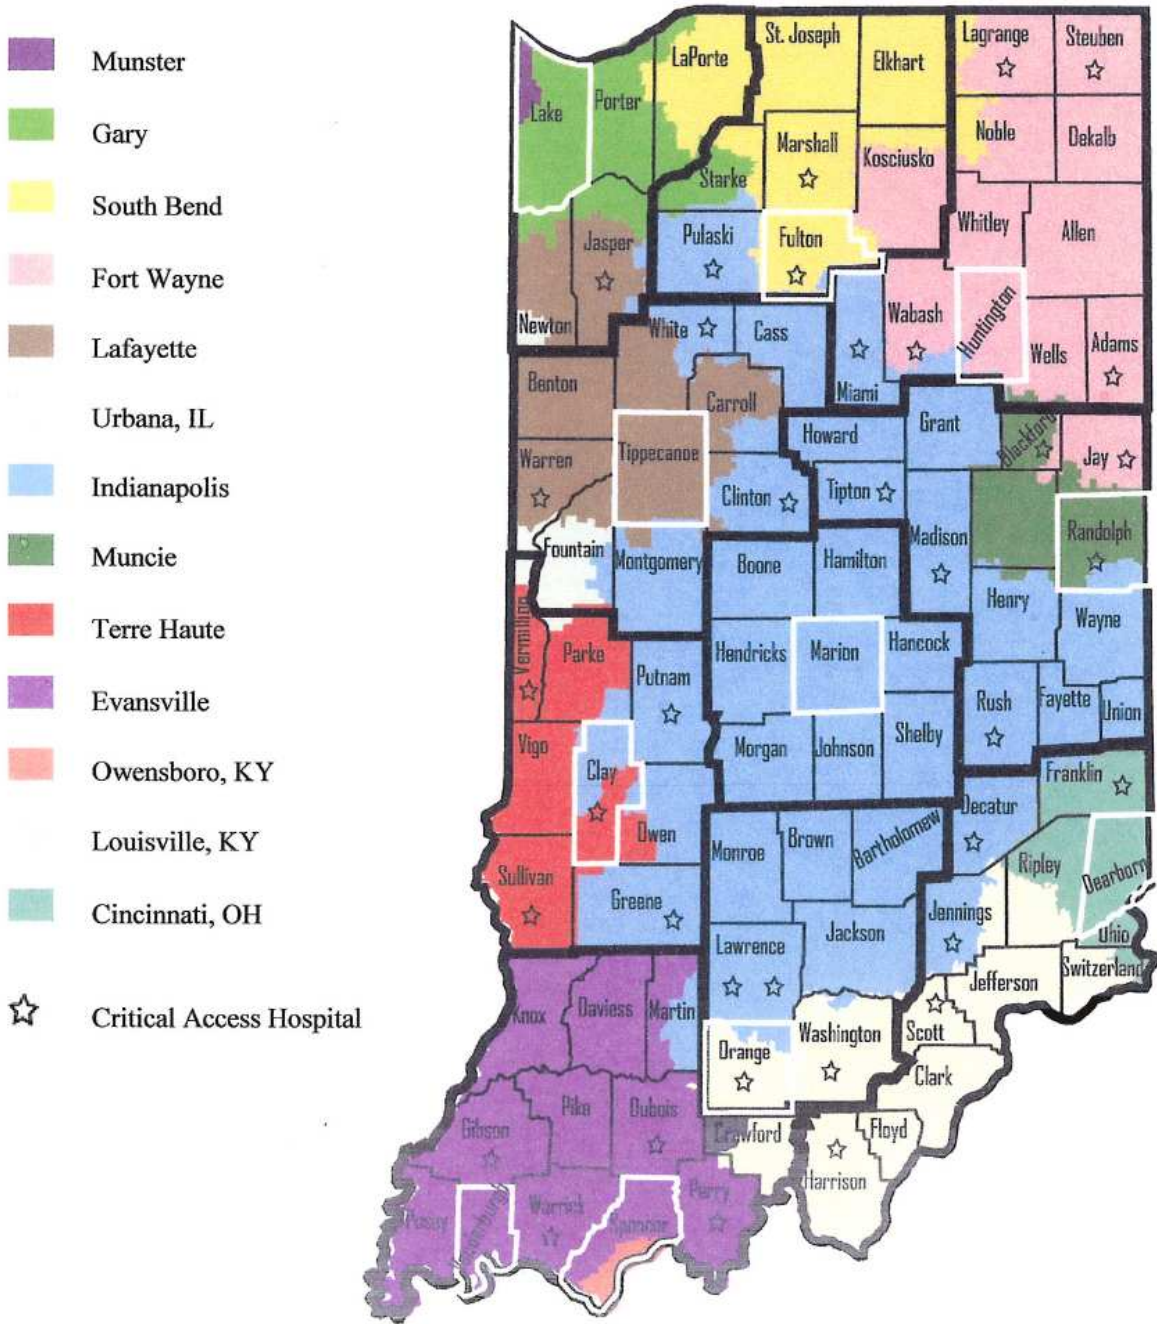 Munster
Gary
South Bend
Fort Wayne
Lafayette
Urbana, IL
Indianapolis
Muncie
Terre Haute
Evansville
Owensboro, KY
Louisville, KY
Cincinnati, OH
Critical Access Hospital
St. Joseph
Lagrange
Steuben
LaPorte
Elkhart
Porter
Lake
Noble
Dekalb
Marshall
Kosciusko
Starke
Whitley
Allen
Pulaski
Fulton
Jasper
Huntington
Wabash
Newton
White
Cass
Wells
Adams
Benton
Miami
Carroll
Grant
Blackford
Howard
Jay
Tippecanoe
Warren
Clinton
Tipton
Madison
Randolph
Fountain
Montgomery
Boone
Hamilton
Henry
Wayne
Vermillion
Parke
Hendricks
Marion
Hancock
Putnam
Rush
Fayette
Union
Vigo
Morgan
Johnson
Shelby
Clay
Franklin
Decatur
Owen
Monroe
Brown
Bartholomew
Ripley
Dearborn
Sullivan
Greene
Jennings
Jackson
Ohio
Lawrence
Switzerland
Jefferson
Knox
Daviess
Martin
Scott
Orange
Washington
Clark
Pike
Dubois
Gibson
Crawford
Floyd
Harrison
Perry
Posey
Warrick
Spencer